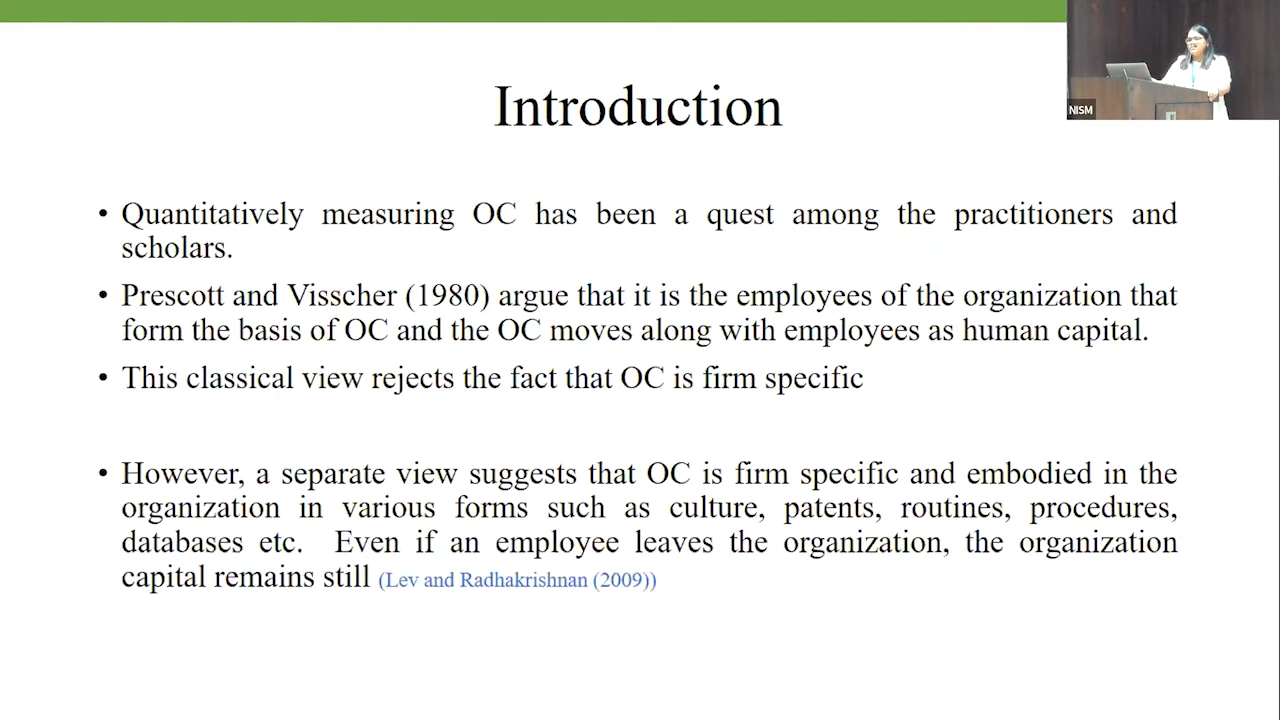 NISM
Introduction
• Quantitatively measuring OC has been a quest among the practitioners and
scholars.
• Prescott and Visscher (1980) argue that it is the employees of the organization that
form the basis of OC and the OC moves along with employees as human capital.
• This classical view rejects the fact that OC is firm specific
• However, a separate view suggests that OC is firm specific and embodied in the
organization in various forms such as culture, patents, routines, procedures,
databases etc. Even if an employee leaves the organization, the organization
capital remains still (Lev and Radhakrishnan (2009))